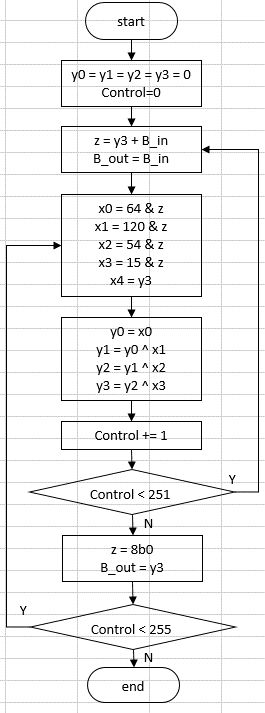 start
y0 = y1 = y2 = y3 = 0
Control=0
z = y3 + B_in
B_out = B_in
x0 = 64 & z
x1 = 120 & z
x2 = 54 & z
x3 = 15 & z
x4 = y3
y0 = x0
y1 = y0 ^ x1
y2 = y1 ^ x2
y3 = y2 ^ x3
Control += 1
Control < 251
Y
N
z = 8b0
B_out = y3
Control < 255
Y
N
end